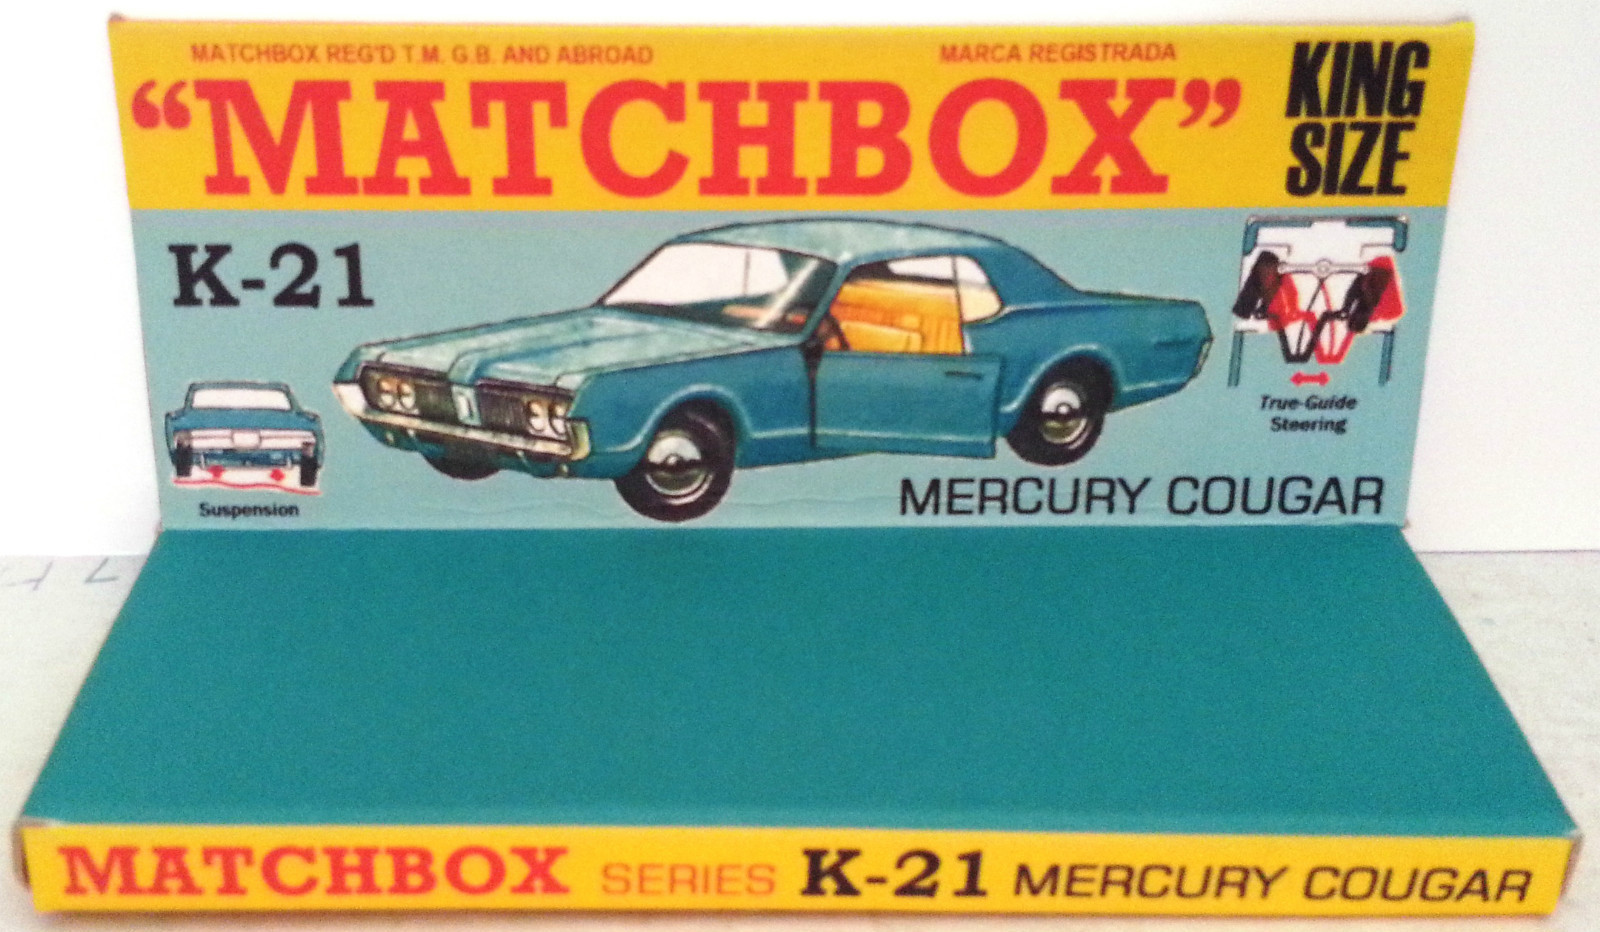 MATCHBOX REG'D T.M. G.B. AND ABROAD MARCA REGISTRADA
"MATCHBOX"
KING
SIZE
K-21
True-Guide
Steering
Suspension
MERCURY COUGAR
MATCHBOX SERIES K-21 MERCURY COUGAR